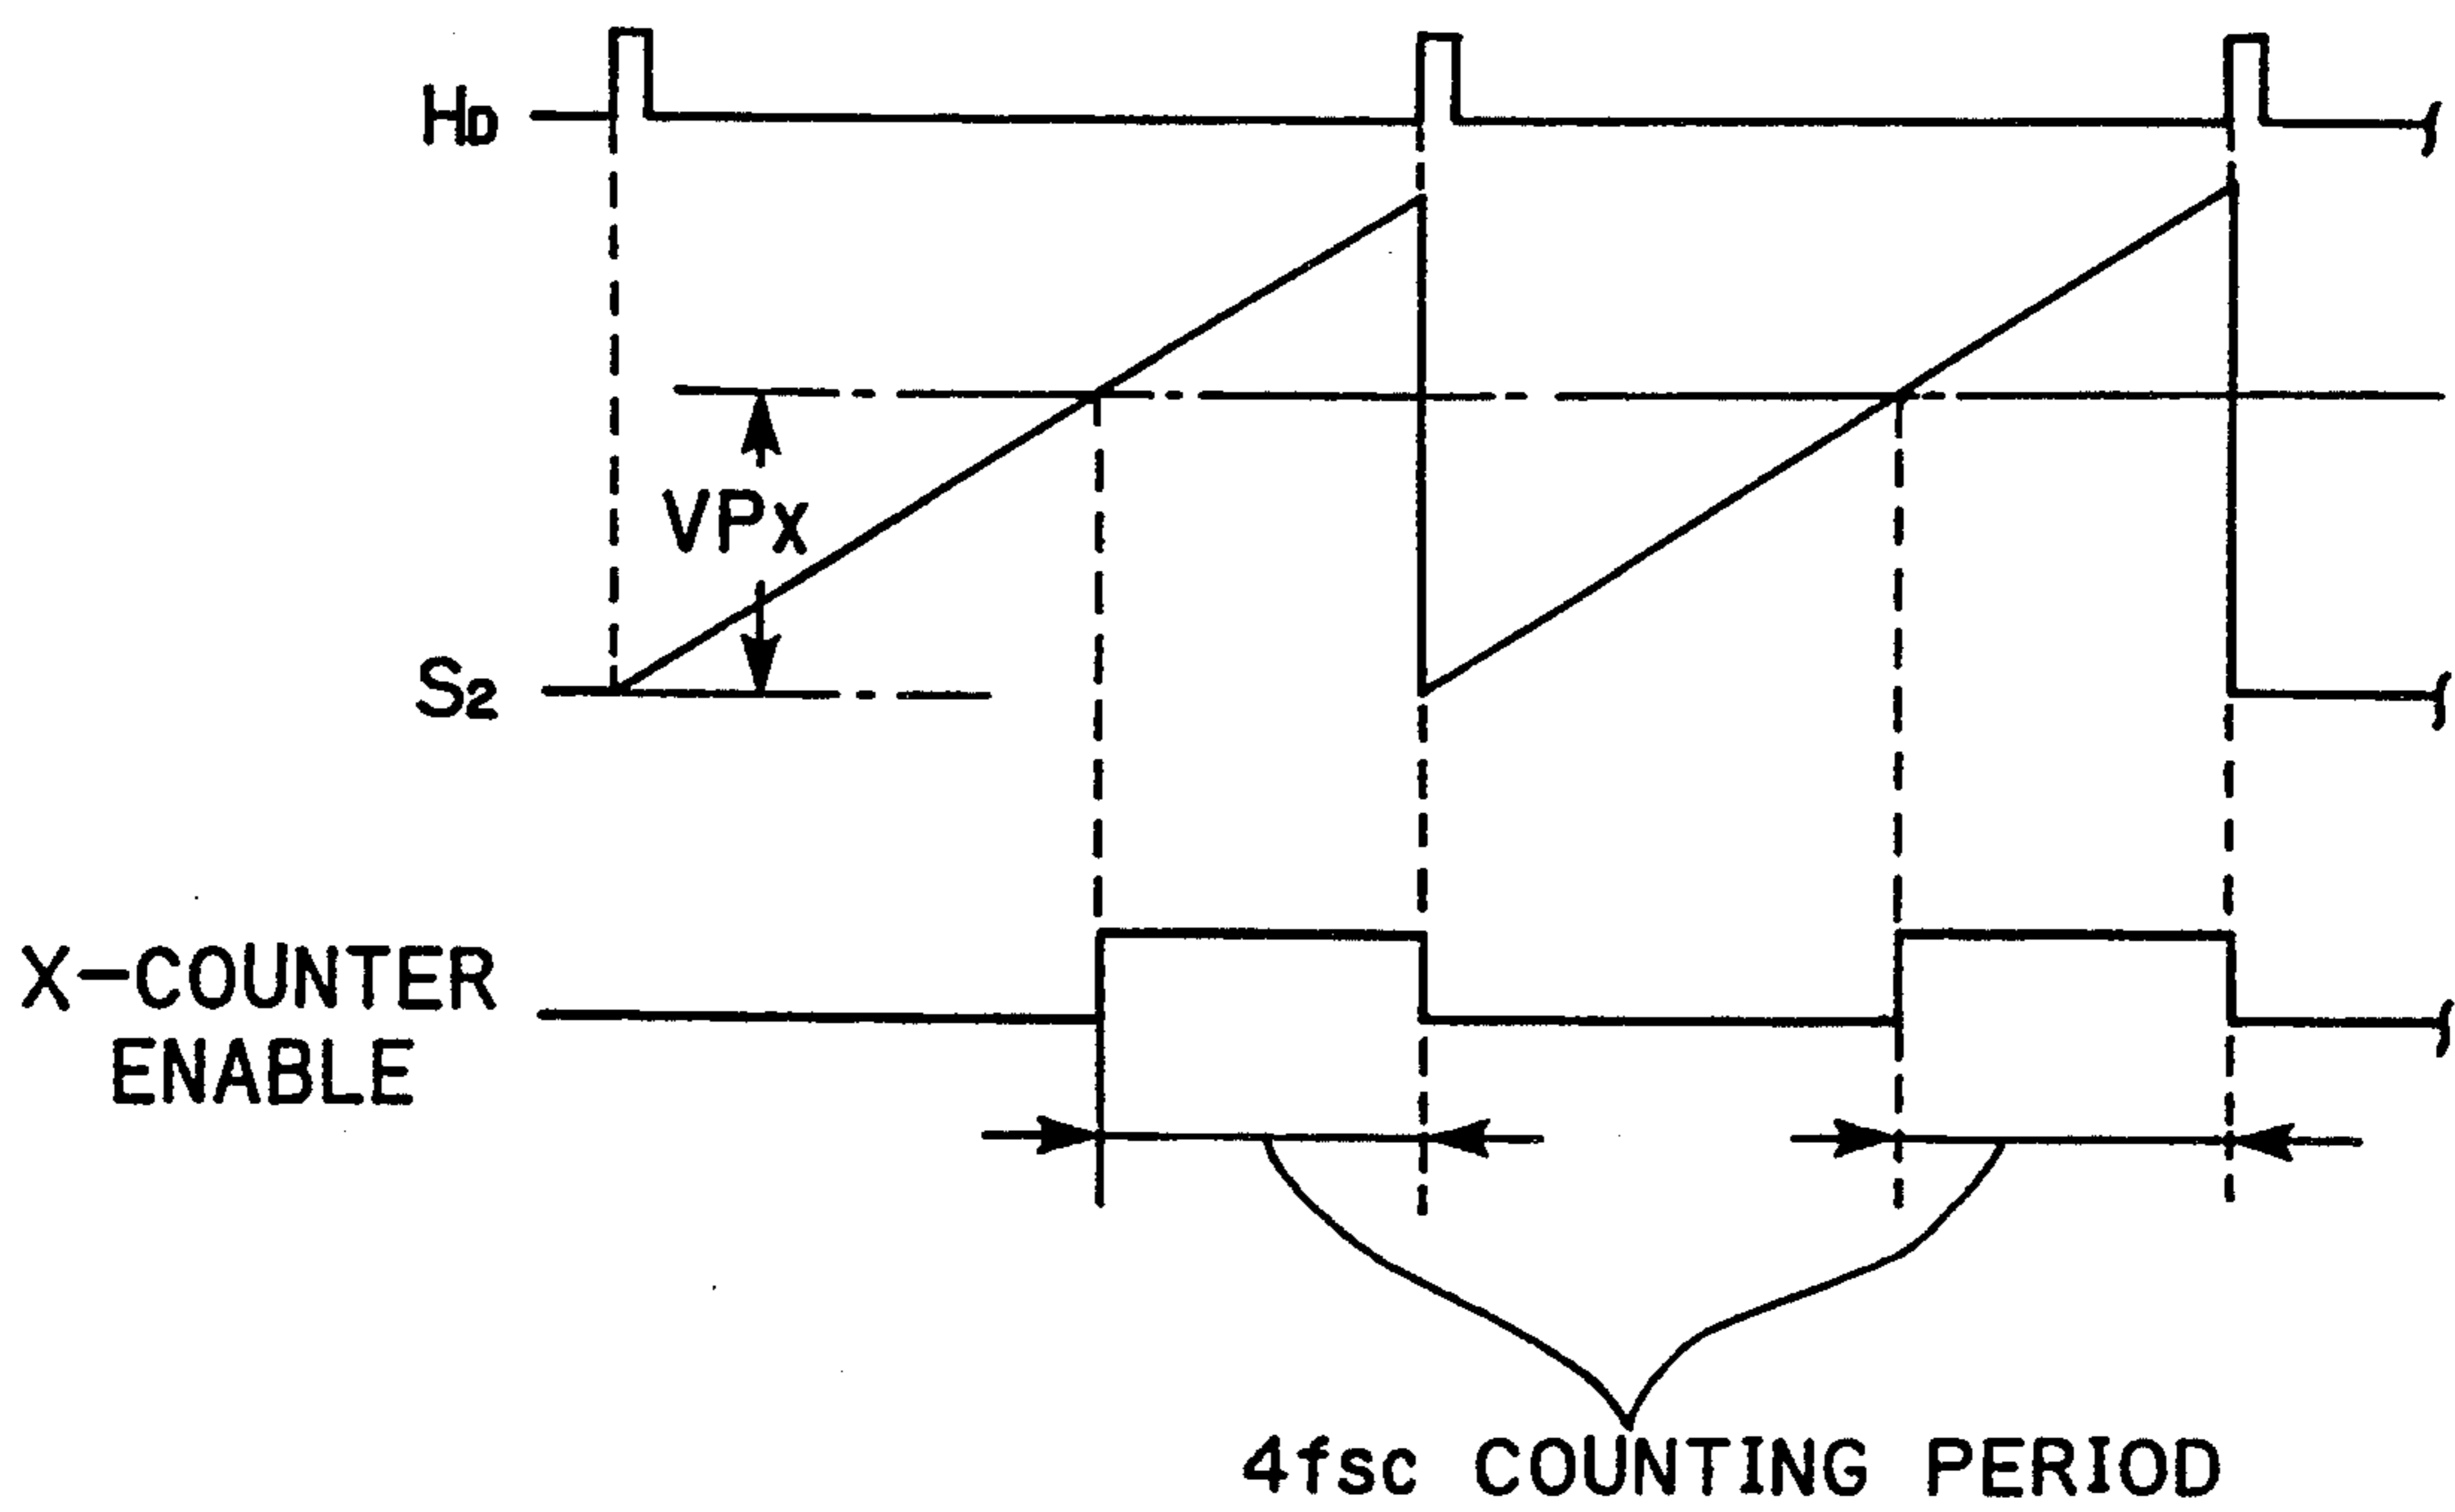 HD
VPX
S2
X-COUNTER
ENABLE
4fsc COUNTING PERIOD